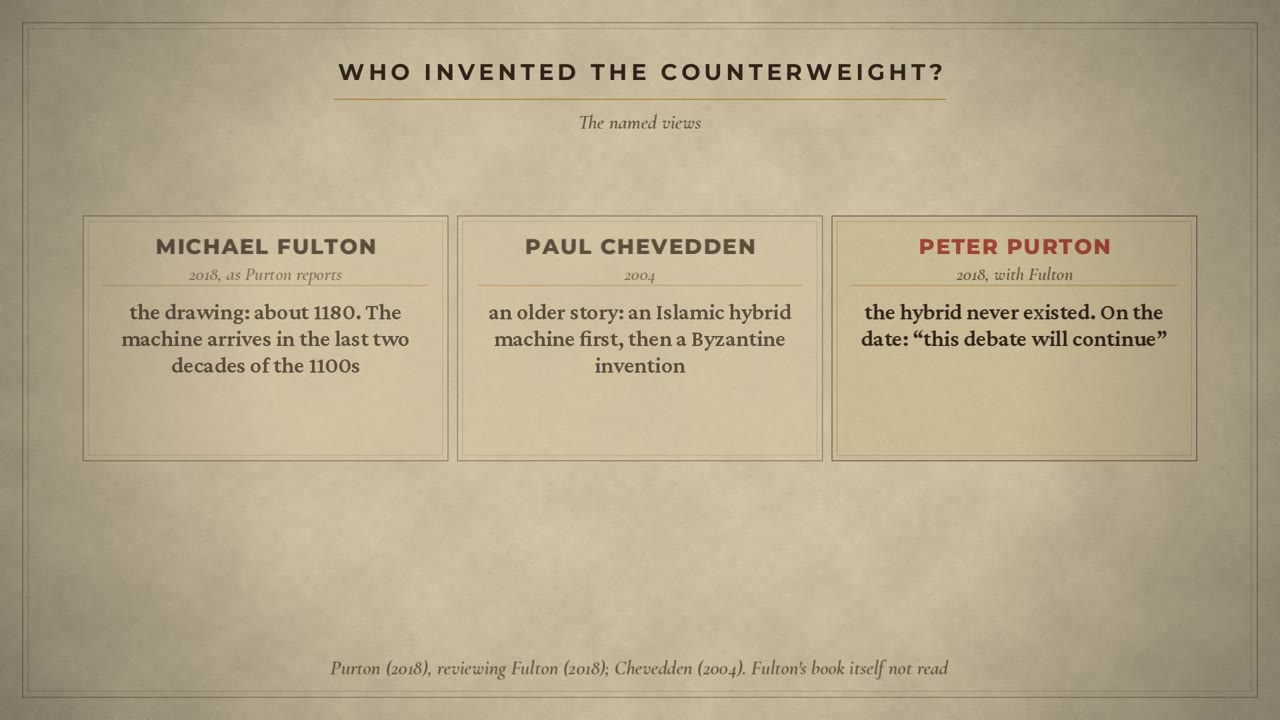 WHO INVENTED THE COUNTERWEIGHT?
The named views
MICHAEL FULTON
2018, as Purton reports
the drawing: about 1180. The
machine arrives in the last two
decades of the 1100s
PAUL CHEVEDDEN
2004
an older story: an Islamic hybrid
machine first, then a Byzantine
invention
PETER PURTON
2018, with Fulton
the hybrid never existed. On the
date: “this debate will continue”
Purton (2018), reviewing Fulton (2018); Chevedden (2004). Fulton's book itself not read